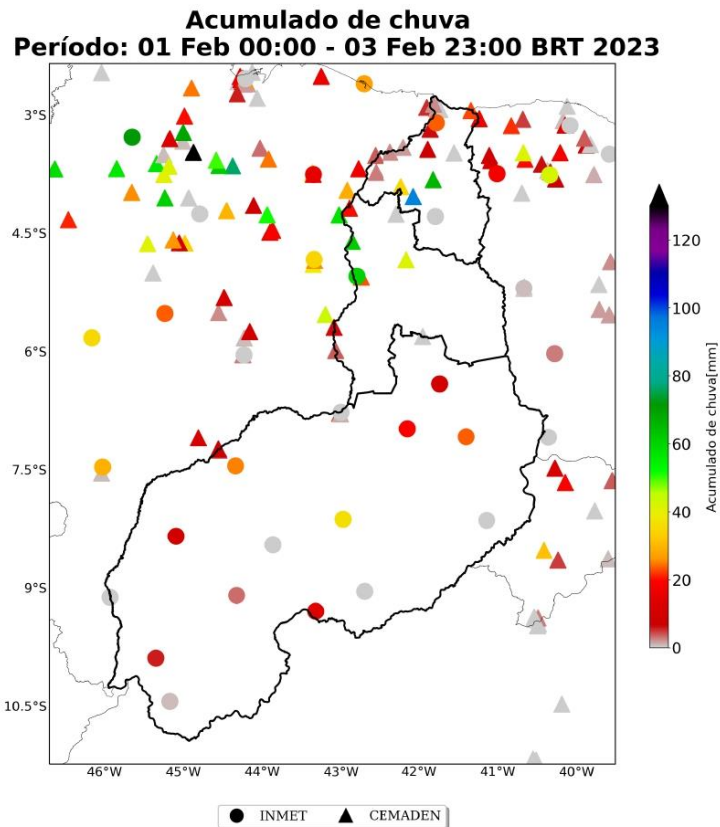 Acumulado de chuva
Período: 01 Feb 00:00 - 03 Feb 23:00 BRT 2023
3°S
4.5°S
6°S
7.5°S
9°S
10.5°S
46°W 45°W 44°W 43°W 42°W 41°W 40°W
120
100
80
60
40
20
0
Acumulado de chuva[mm]
INMET CEMADEN